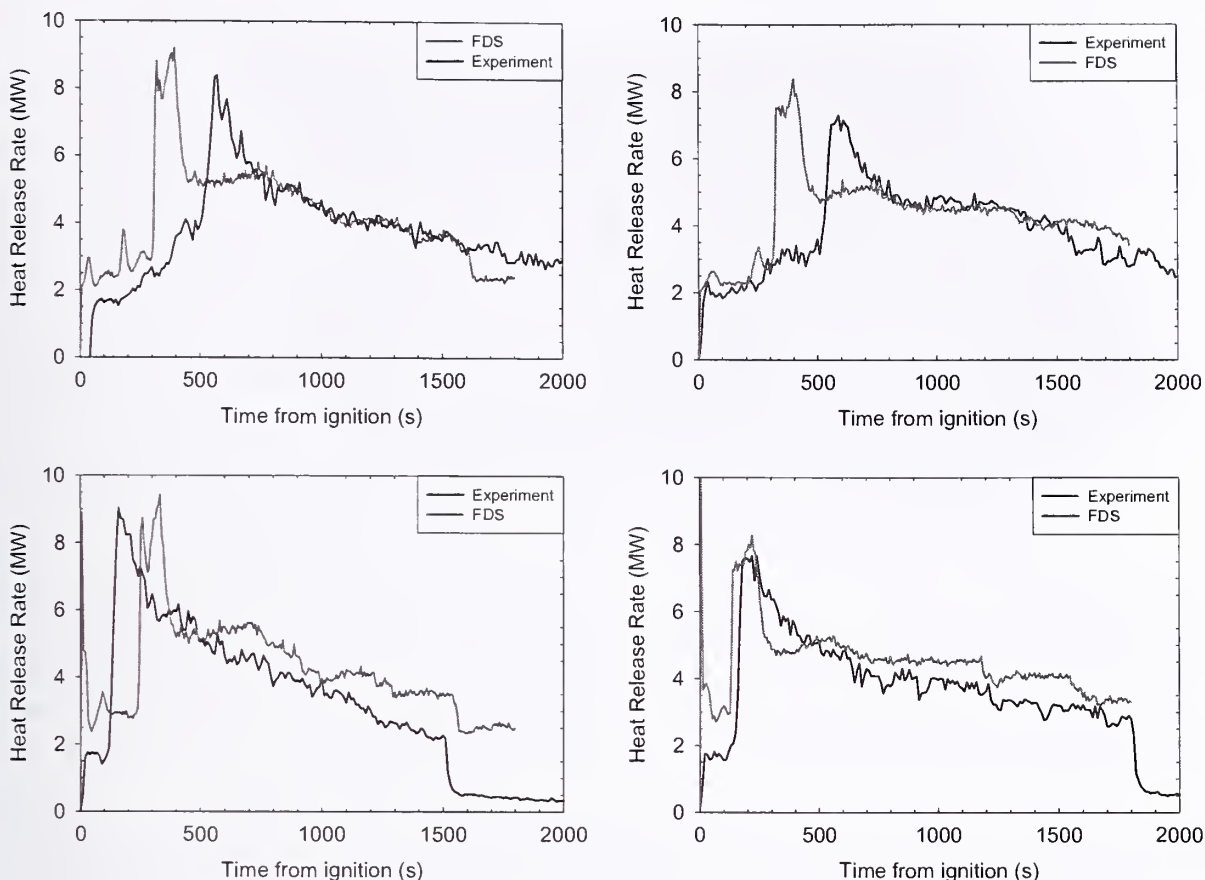 10
8
6
4
2
0
Heat Release Rate (MW)
FDS
Experiment
0 500 1000 1500 2000
Time from ignition (s)
10
8
6
4
2
0
Heat Release Rate (MW)
Experiment
FDS
0 500 1000 1500 2000
Time from ignition (s)
10
8
6
4
2
0
Heat Release Rate (MW)
Experiment
FDS
0 500 1000 1500 2000
Time from ignition (s)
10
8
6
4
2
0
Heat Release Rate (MW)
Experiment
FDS
0 500 1000 1500 2000
Time from ignition (s)